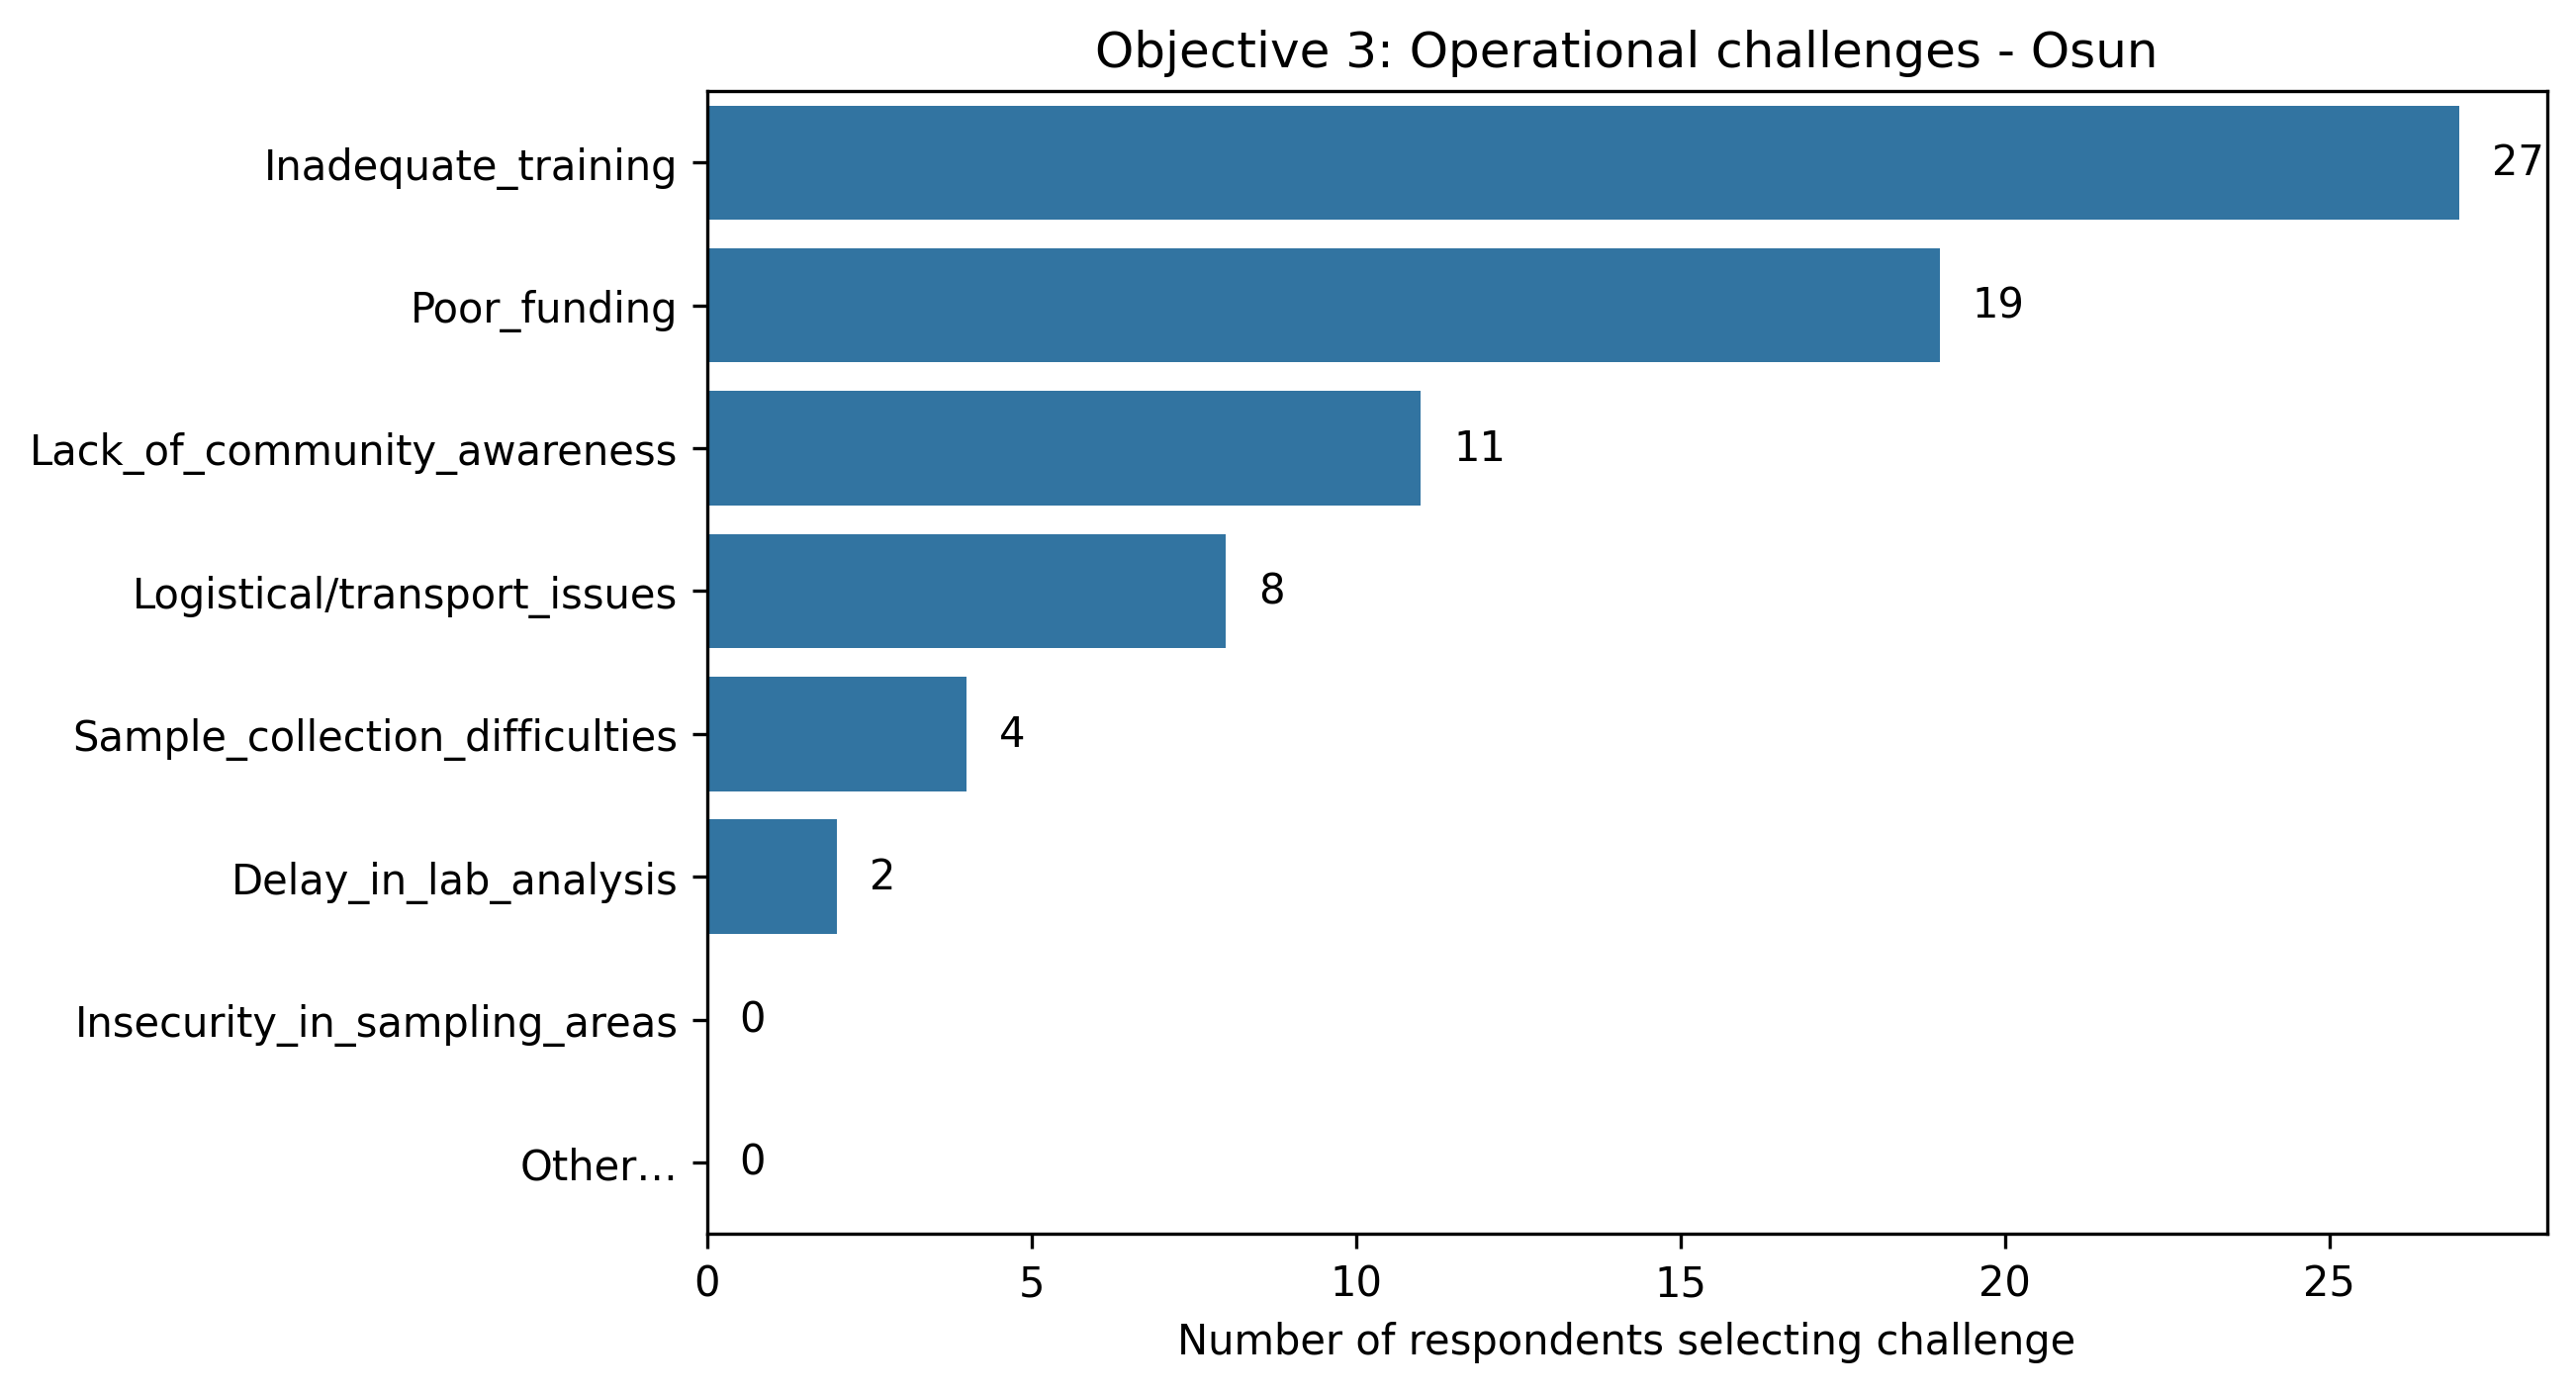 Objective 3: Operational challenges - Osun
Inadequate_training 27
Poor_funding 19
Lack_of_community_awareness 11
Logistical/transport_issues 8
Sample_collection_difficulties 4
Delay_in_lab_analysis 2
Insecurity_in_sampling_areas 0
Other... 0
0 5 10 15 20 25
Number of respondents selecting challenge